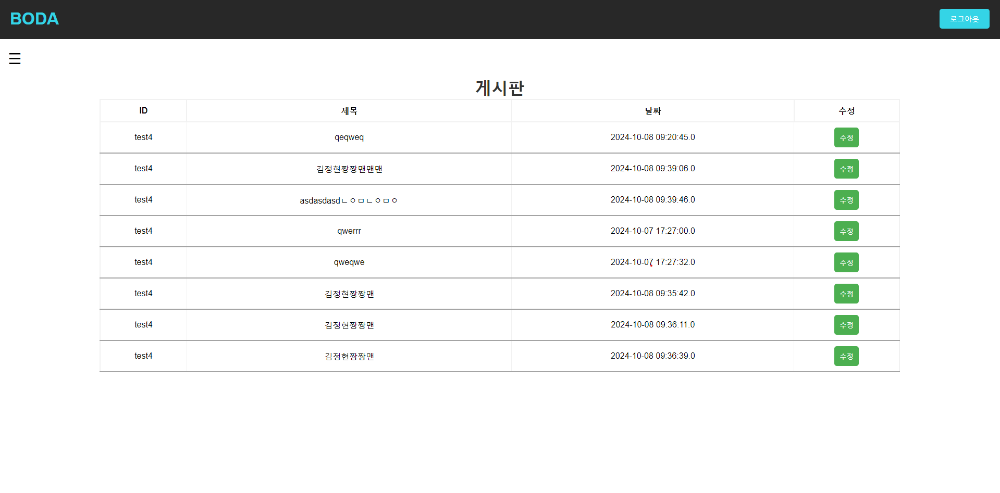 BODA
로그아웃
☰
게시판
ID 제목 날짜 수정
test4 qeqweq 2024-10-08 09:20:45.0 수정
test4 김정현짱짱맨맨맨 2024-10-08 09:39:06.0 수정
test4 asdasdasdㄴㅇㅁㄴㅇㅁㅇ 2024-10-08 09:39:46.0 수정
test4 qwerrr 2024-10-07 17:27:00.0 수정
test4 qweqwe 2024-10-07 17:27:32.0 수정
test4 김정현짱짱맨 2024-10-08 09:35:42.0 수정
test4 김정현짱짱맨 2024-10-08 09:36:11.0 수정
test4 김정현짱짱맨 2024-10-08 09:36:39.0 수정